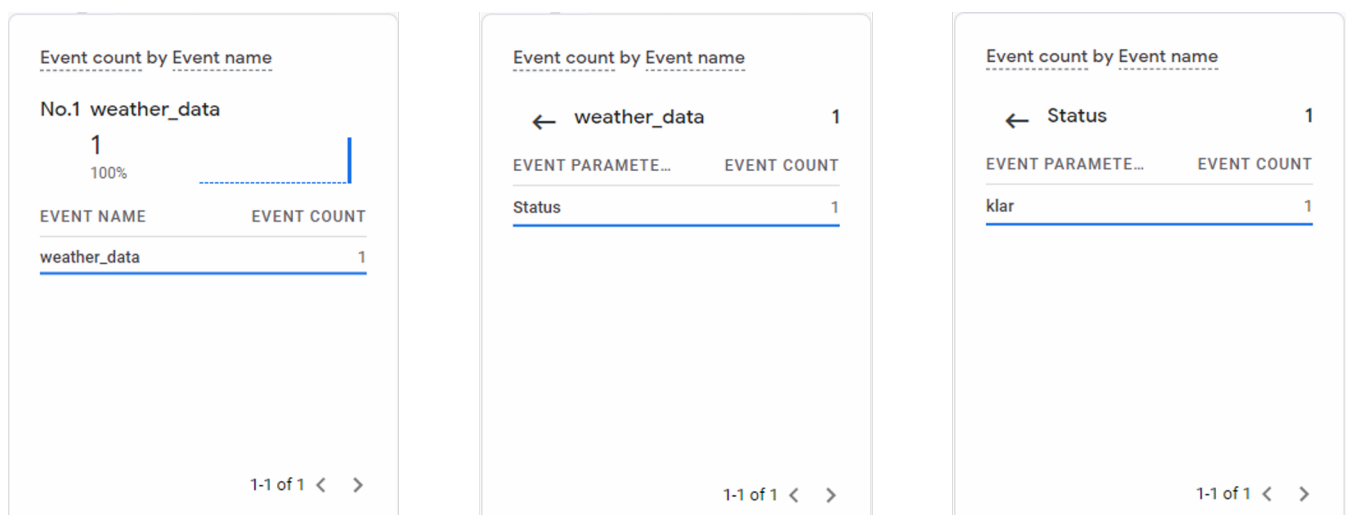 Event count by Event name
No.1 weather_data
1
100%
EVENT NAME EVENT COUNT
weather_data 1
1-1 of 1
Event count by Event name
weather_data 1
EVENT PARAMETE... EVENT COUNT
Status 1
1-1 of 1
Event count by Event name
Status 1
EVENT PARAMETE... EVENT COUNT
klar 1
1-1 of 1